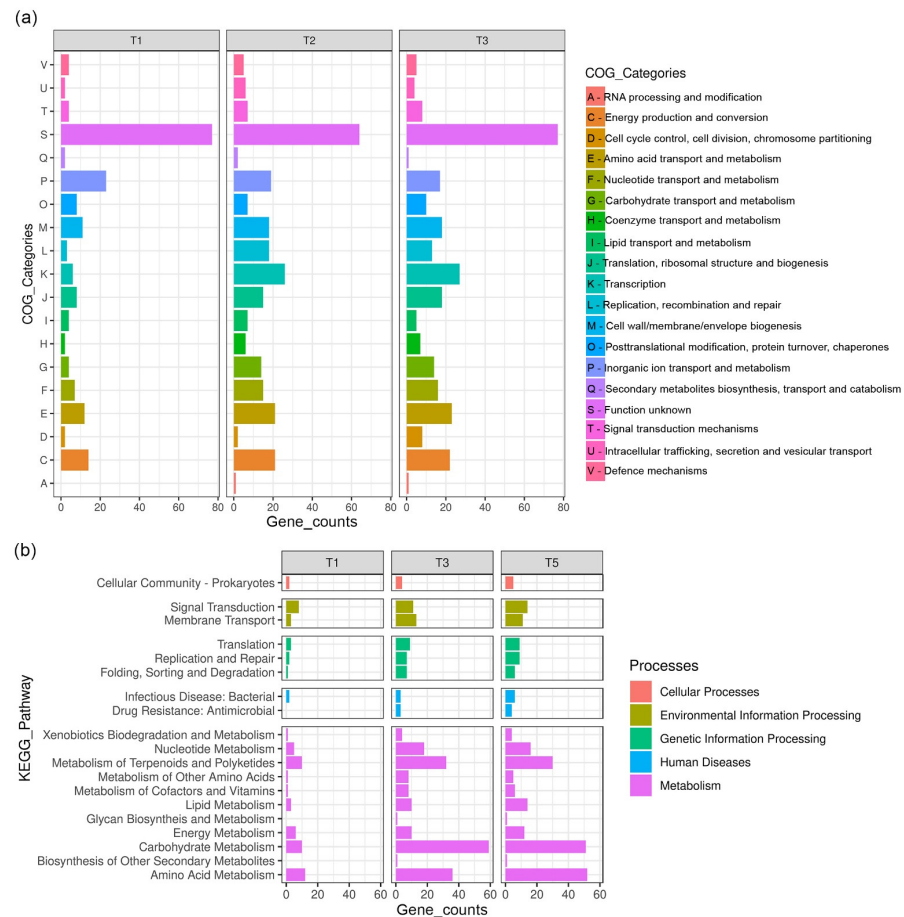 (a)
T1 T2 T3
V
U
T
S
Q
P
O
M
L
K
J
I
H
G
F
E
D
C
A
COG_Categories
0 20 40 60 80 0 20 40 60 80 0 20 40 60 80
Gene_counts
COG_Categories
A - RNA processing and modification
C - Energy production and conversion
D - Cell cycle control, cell division, chromosome partitioning
E - Amino acid transport and metabolism
F - Nucleotide transport and metabolism
G - Carbohydrate transport and metabolism
H - Coenzyme transport and metabolism
I - Lipid transport and metabolism
J - Translation, ribosomal structure and biogenesis
K - Transcription
L - Replication, recombination and repair
M - Cell wall/membrane/envelope biogenesis
O - Posttranslational modification, protein turnover, chaperones
P - Inorganic ion transport and metabolism
Q - Secondary metabolites biosynthesis, transport and catabolism
S - Function unknown
T - Signal transduction mechanisms
U - Intracellular trafficking, secretion and vesicular transport
V - Defence mechanisms
(b)
T1 T3 T5
Cellular Community - Prokaryotes
Signal Transduction
Membrane Transport
Translation
Replication and Repair
Folding, Sorting and Degradation
Infectious Disease: Bacterial
Drug Resistance: Antimicrobial
Xenobiotics Biodegradation and Metabolism
Nucleotide Metabolism
Metabolism of Terpenoids and Polyketides
Metabolism of Other Amino Acids
Metabolism of Cofactors and Vitamins
Lipid Metabolism
Glycan Biosynthesis and Metabolism
Energy Metabolism
Carbohydrate Metabolism
Biosynthesis of Other Secondary Metabolites
Amino Acid Metabolism
KEGG_Pathway
0 20 40 60 0 20 40 60 0 20 40 60
Gene_counts
Processes
Cellular Processes
Environmental Information Processing
Genetic Information Processing
Human Diseases
Metabolism